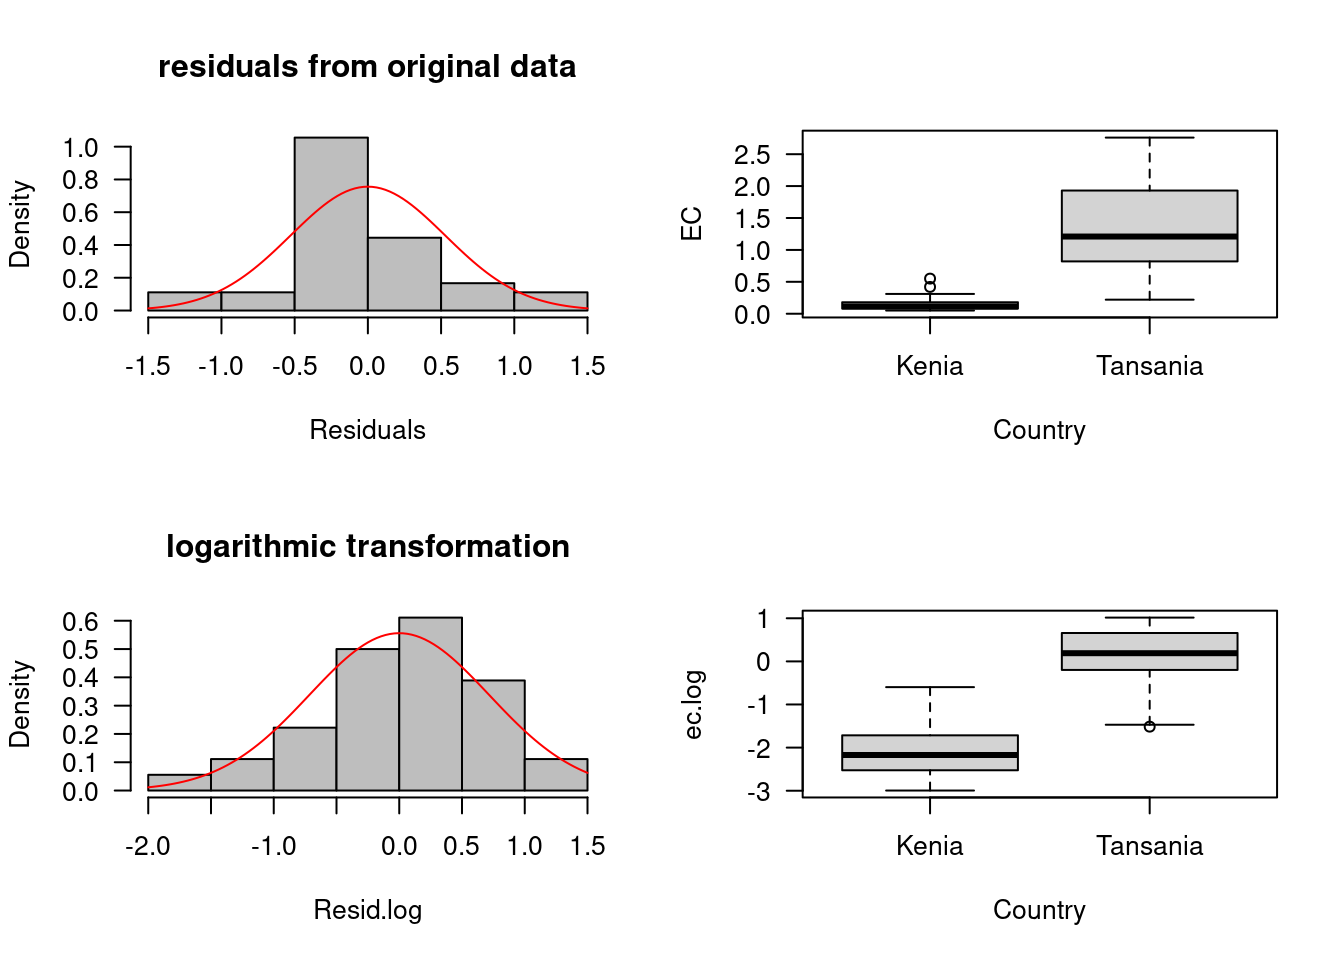 residuals from original data
Density
1.0
0.8
0.6
0.4
0.2
0.0
-1.5 -1.0 -0.5 0.0 0.5 1.0 1.5
Residuals
EC
2.5
2.0
1.5
1.0
0.5
0.0
Kenia Tansania
Country
logarithmic transformation
Density
0.6
0.5
0.4
0.3
0.2
0.1
0.0
-2.0 -1.0 0.0 0.5 1.0 1.5
Resid.log
ec.log
1
0
-1
-2
-3
Kenia Tansania
Country